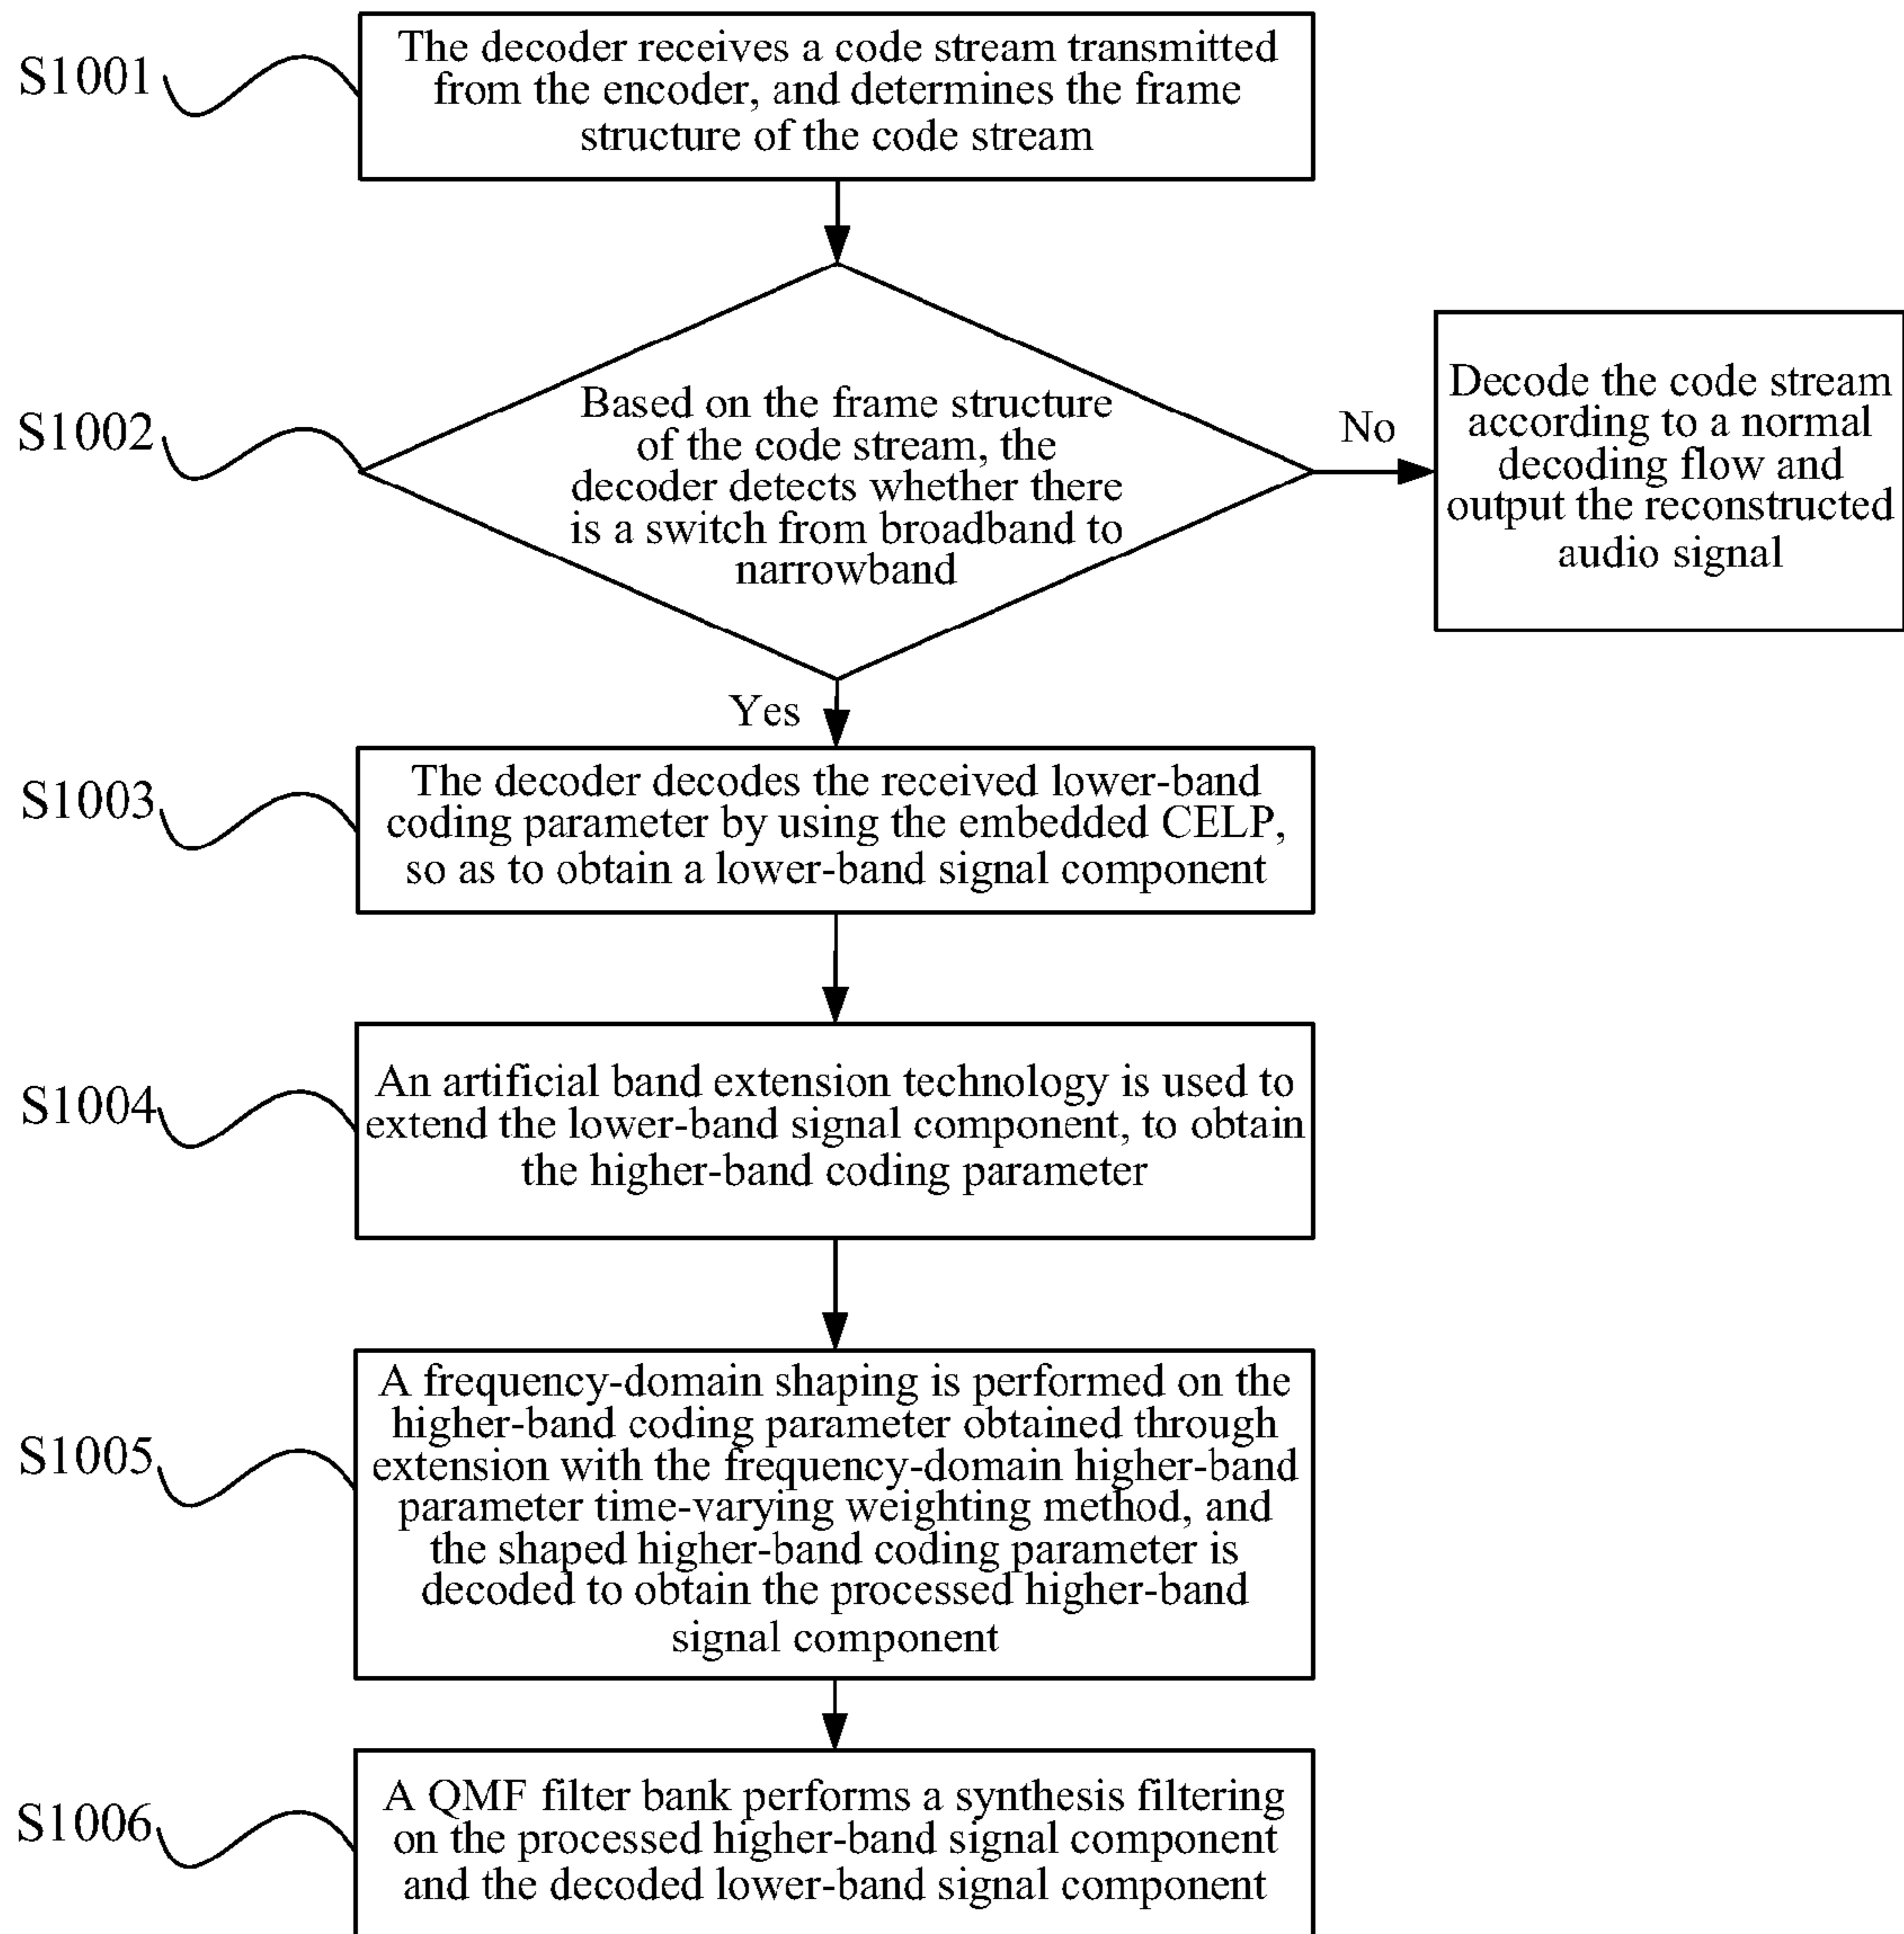 S1001
The decoder receives a code stream transmitted
from the encoder, and determines the frame
structure of the code stream
S1002
Based on the frame structure
of the code stream, the
decoder detects whether there
is a switch from broadband to
narrowband
No
Decode the code stream
according to a normal
decoding flow and
output the reconstructed
audio signal
Yes
S1003
The decoder decodes the received lower-band
coding parameter by using the embedded CELP,
so as to obtain a lower-band signal component
S1004
An artificial band extension technology is used to
extend the lower-band signal component, to obtain
the higher-band coding parameter
S1005
A frequency-domain shaping is performed on the
higher-band coding parameter obtained through
extension with the frequency-domain higher-band
parameter time-varying weighting method, and
the shaped higher-band coding parameter is
decoded to obtain the processed higher-band
signal component
S1006
A QMF filter bank performs a synthesis filtering
on the processed higher-band signal component
and the decoded lower-band signal component